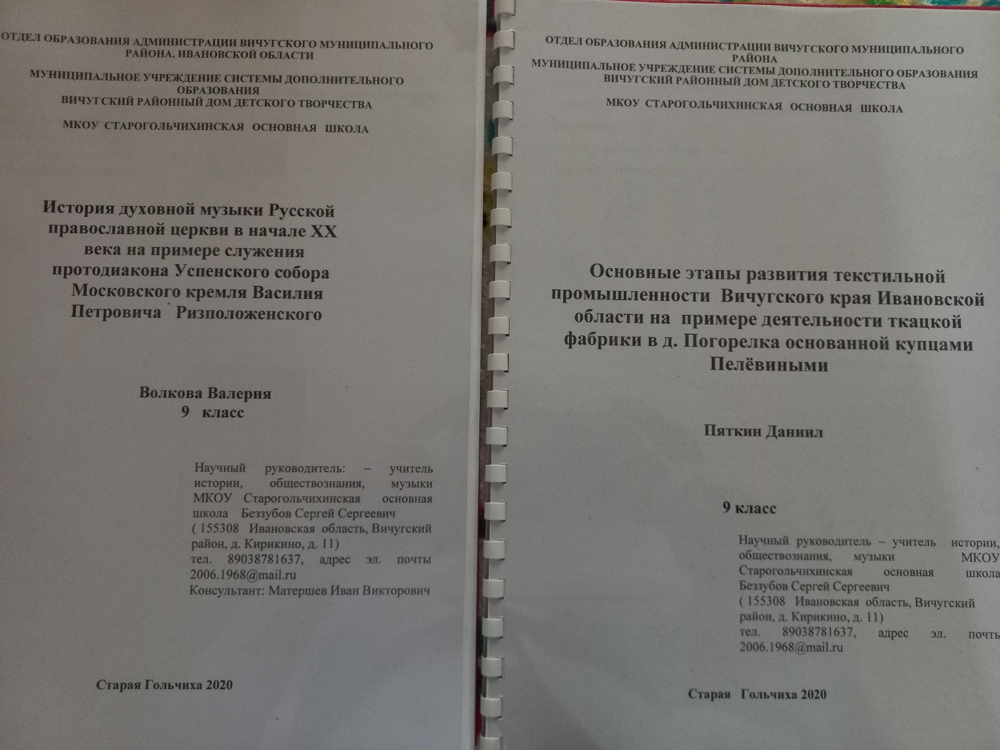 ОТДЕЛ ОБРАЗОВАНИЯ АДМИНИСТРАЦИИ ВИЧУГСКОГО МУНИЦИПАЛЬНОГО
РАЙОНА, ИВАНОВСКОЙ ОБЛАСТИ
МУНИЦИПАЛЬНОЕ УЧРЕЖДЕНИЕ СИСТЕМЫ ДОПОЛНИТЕЛЬНОГО
ОБРАЗОВАНИЯ
ВИЧУГСКИЙ РАЙОННЫЙ ДОМ ДЕТСКОГО ТВОРЧЕСТВА
МКОУ СТАРОГОЛЬЧИХИНСКАЯ ОСНОВНАЯ ШКОЛА
История духовной музыки Русской
православной церкви в начале XX
века на примере служения
протодиакона Успенского собора
Московского кремля Василия
Петровича Ризположенского
Волкова Валерия
9 класс
Научный руководитель: – учитель
истории, обществознания, музыки
МКОУ Старогольчихинская основная
школа Беззубов Сергей Сергеевич
( 155308 Ивановская область, Вичугский
район, д. Кирикино, д. 11)
тел. 89038781637, адрес эл. почты
2006.1968@mail.ru
Консультант: Матершев Иван Викторович
Старая Гольчиха 2020
ОТДЕЛ ОБРАЗОВАНИЯ АДМИНИСТРАЦИИ ВИЧУГСКОГО МУНИЦИПАЛЬНОГО
РАЙОНА
МУНИЦИПАЛЬНОЕ УЧРЕЖДЕНИЕ СИСТЕМЫ ДОПОЛНИТЕЛЬНОГО ОБРАЗОВАНИЯ
ВИЧУГСКИЙ РАЙОННЫЙ ДОМ ДЕТСКОГО ТВОРЧЕСТВА
МКОУ СТАРОГОЛЬЧИХИНСКАЯ ОСНОВНАЯ ШКОЛА
Основные этапы развития текстильной
промышленности Вичугского края Ивановской
области на примере деятельности ткацкой
фабрики в д. Погорелка основанной купцами
Пелёвиными
Пяткин Даниил
9 класс
Научный руководитель – учитель истории,
обществознания, музыки МКОУ
Старогольчихинская основная школа
Беззубов Сергей Сергеевич
( 155308 Ивановская область, Вичугский
район, д. Кирикино, д. 11)
тел. 89038781637, адрес эл. почты
2006.1968@mail.ru
Старая Гольчиха 2020